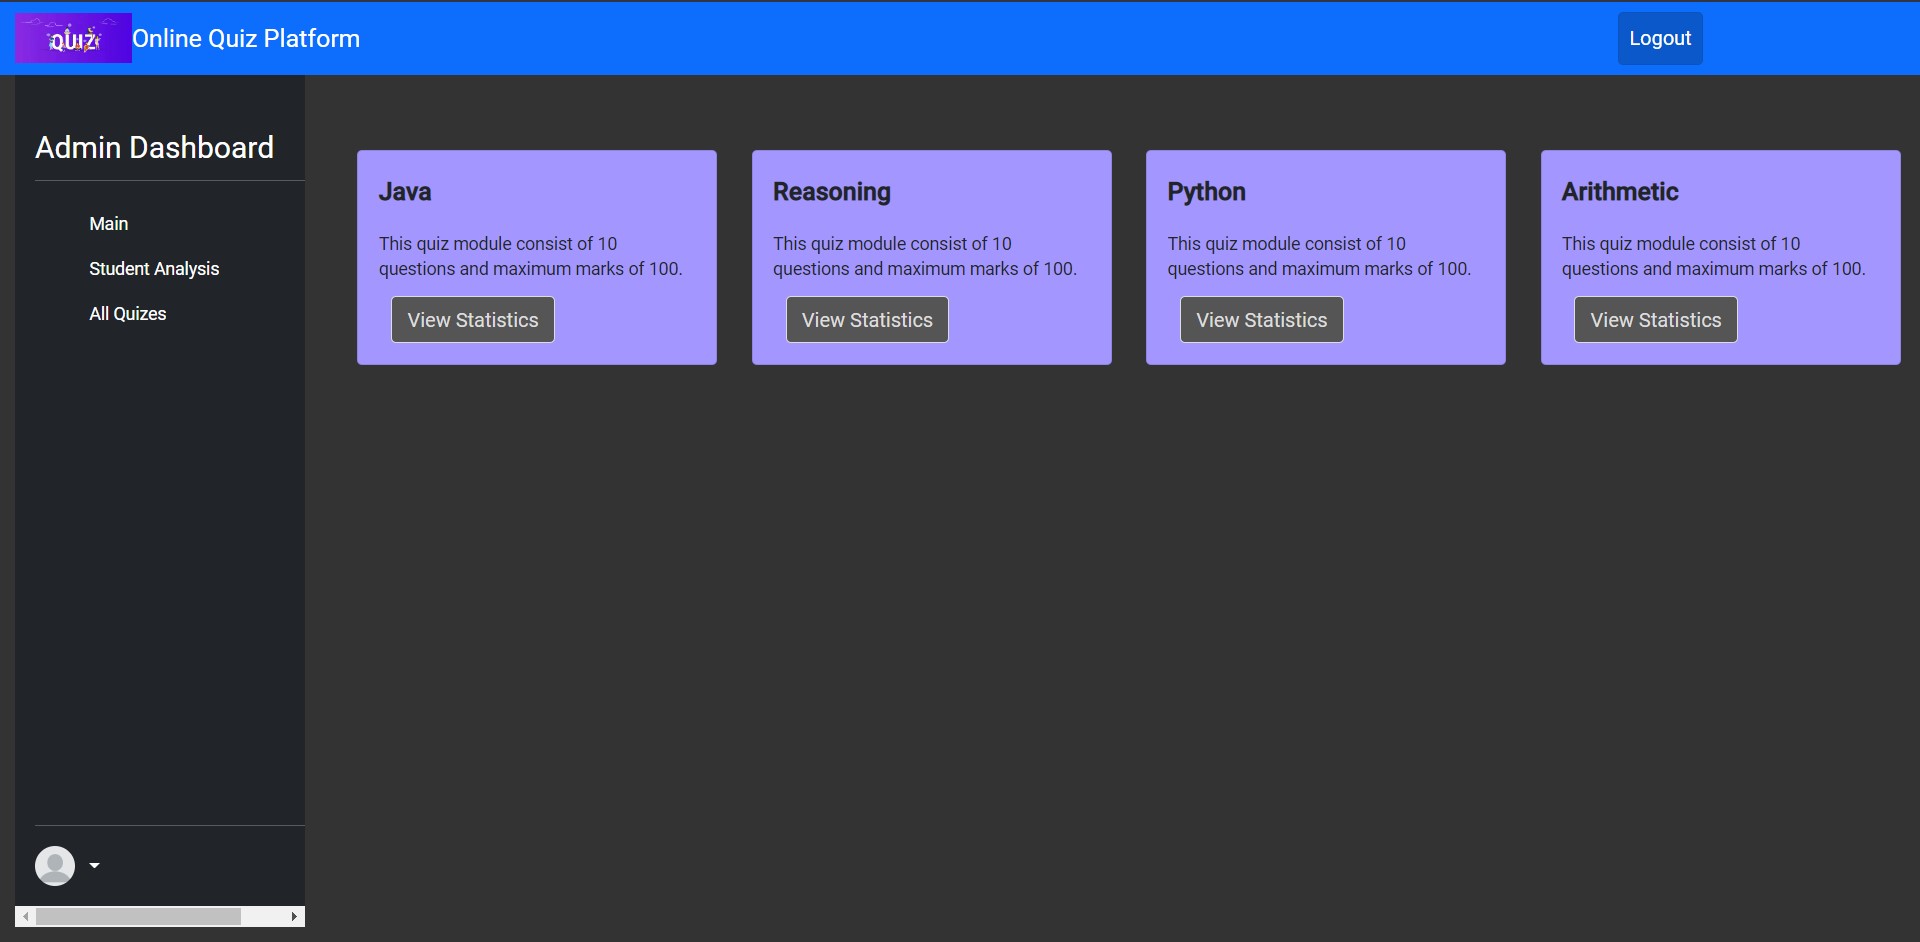 QUIZ
Online Quiz Platform
Logout
Admin Dashboard
Main
Student Analysis
All Quizes
Java
This quiz module consist of 10
questions and maximum marks of 100.
View Statistics
Reasoning
This quiz module consist of 10
questions and maximum marks of 100.
View Statistics
Python
This quiz module consist of 10
questions and maximum marks of 100.
View Statistics
Arithmetic
This quiz module consist of 10
questions and maximum marks of 100.
View Statistics